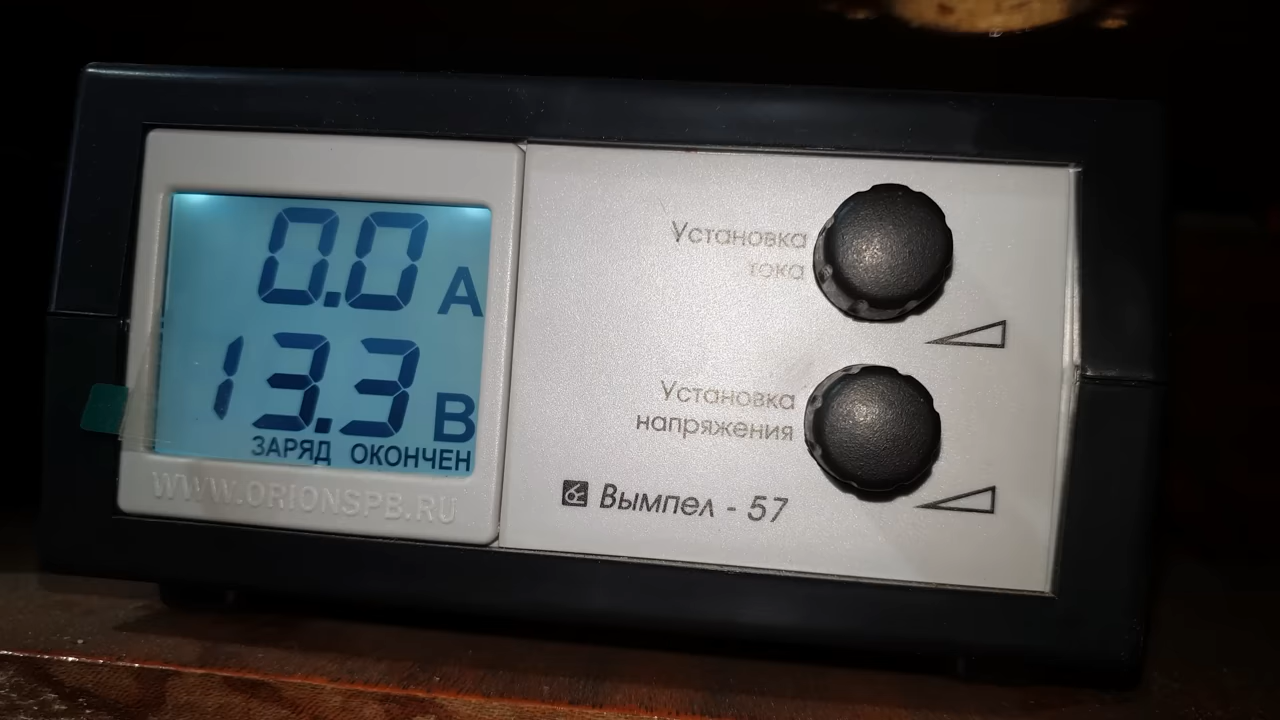 0.0 А
13.3 В
ЗАРЯД ОКОНЧЕН
WWW.ORIONSPB.RU
Установка
тока
Установка
напряжения
Вымпел - 57